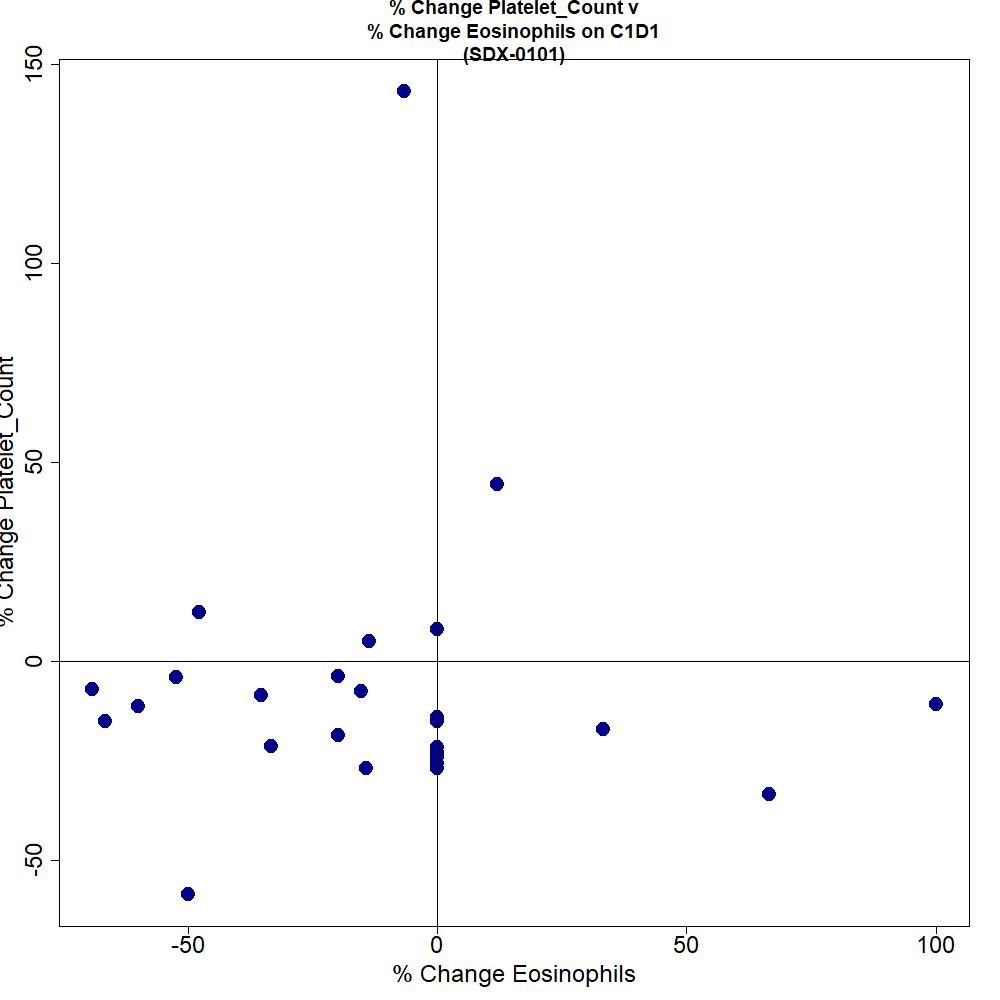 % Change Platelet_Count v
% Change Eosinophils on C1D1
(SDX-0101)
% Change Platelet_Count
150
100
50
0
-50
-50 0 50 100
% Change Eosinophils